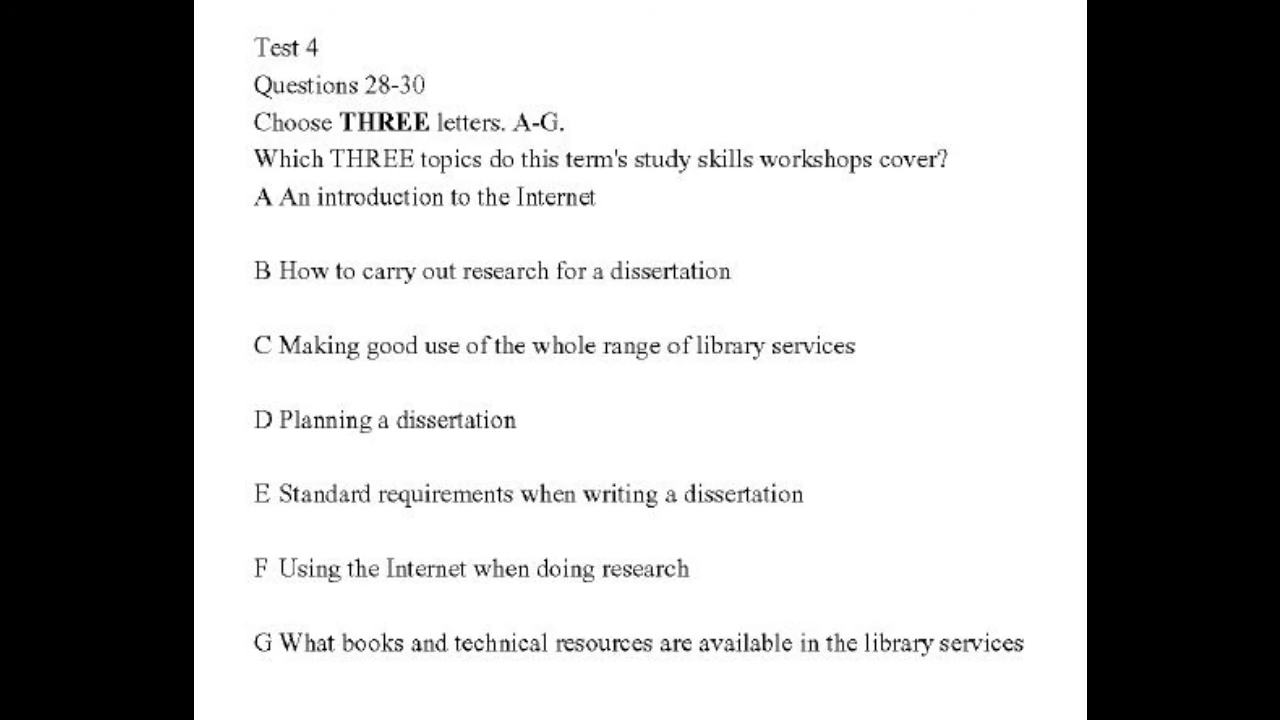 Test 4
Questions 28-30
Choose THREE letters. A-G.
Which THREE topics do this term's study skills workshops cover?
A An introduction to the Internet
B How to carry out research for a dissertation
C Making good use of the whole range of library services
D Planning a dissertation
E Standard requirements when writing a dissertation
F Using the Internet when doing research
G What books and technical resources are available in the library services